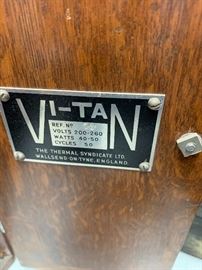 VI-TAN
REF. NO
VOLTS 200-260
WATTS 40-50
CYCLES 50
THE THERMAL SYNDICATE LTD.
WALLSEND-ON-TYNE, ENGLAND